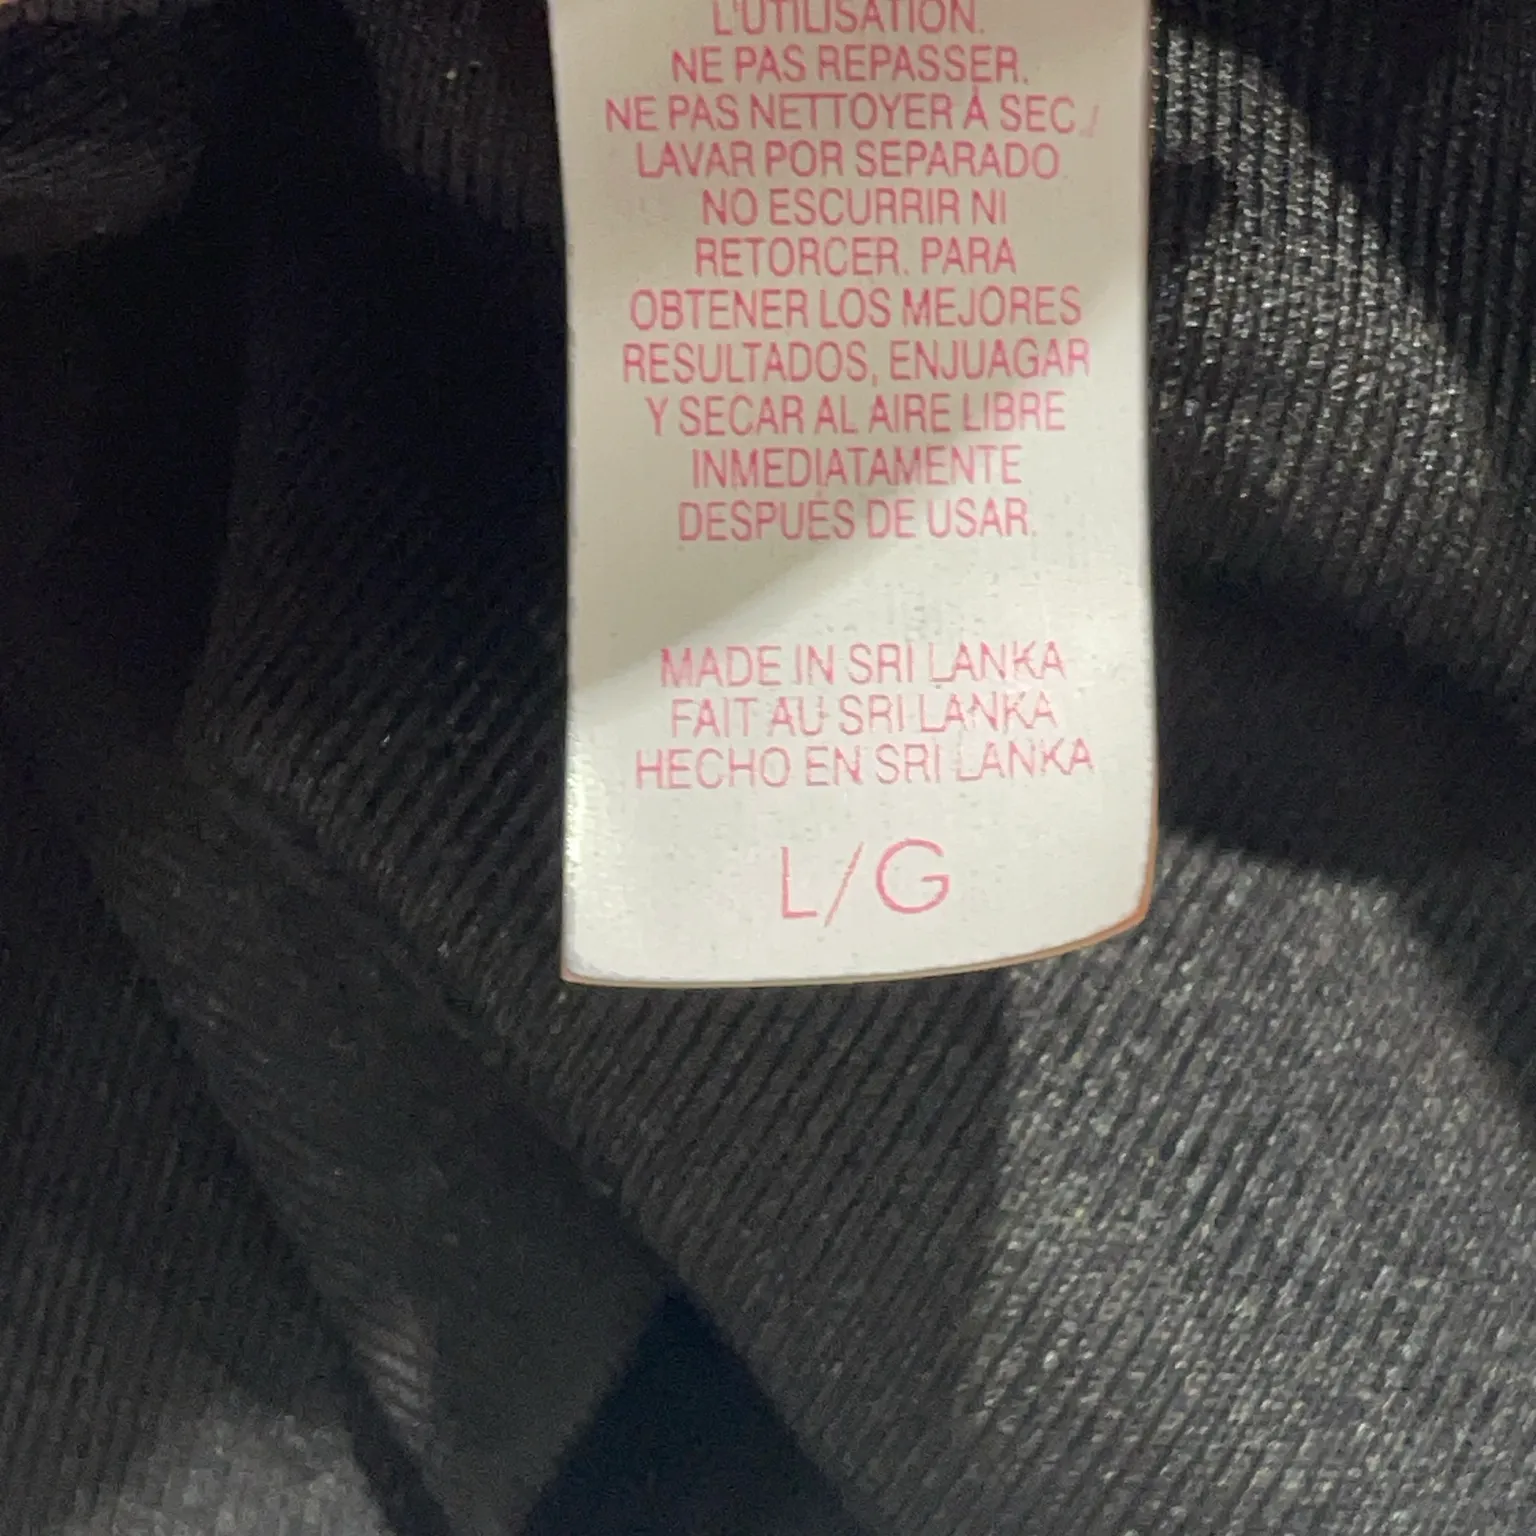 L'UTILISATION.
NE PAS REPASSER.
NE PAS NETTOYER À SEC./
LAVAR POR SEPARADO.
NO ESCURRIR NI
RETORCER. PARA
OBTENER LOS MEJORES
RESULTADOS, ENJUAGAR
Y SECAR AL AIRE LIBRE
INMEDIATAMENTE
DESPUÉS DE USAR.
MADE IN SRI LANKA
FAIT AU SRI LANKA
HECHO EN SRI LANKA
L/G